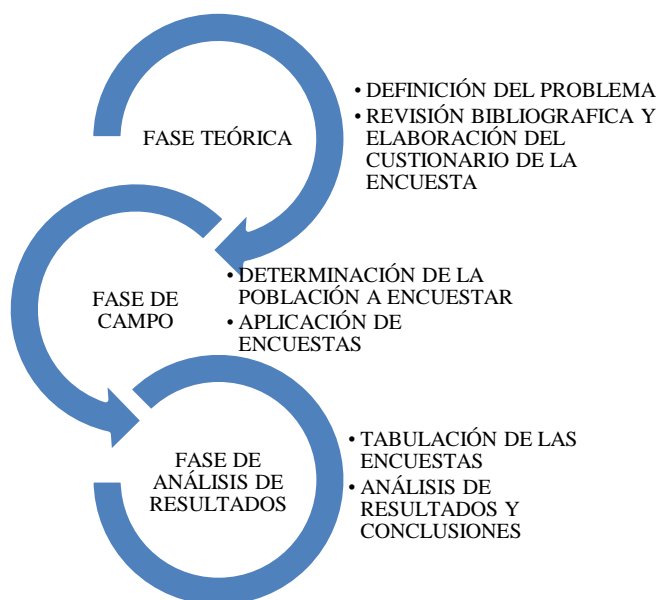 FASE TEÓRICA
• DEFINICIÓN DEL PROBLEMA
• REVISIÓN BIBLIOGRAFICA Y
ELABORACIÓN DEL
CUSTIONARIO DE LA
ENCUESTA
FASE DE
CAMPO
• DETERMINACIÓN DE LA
POBLACIÓN A ENCUESTAR
• APLICACIÓN DE
ENCUESTAS
FASE DE
ANÁLISIS DE
RESULTADOS
• TABULACIÓN DE LAS
ENCUESTAS
• ANÁLISIS DE
RESULTADOS Y
CONCLUSIONES